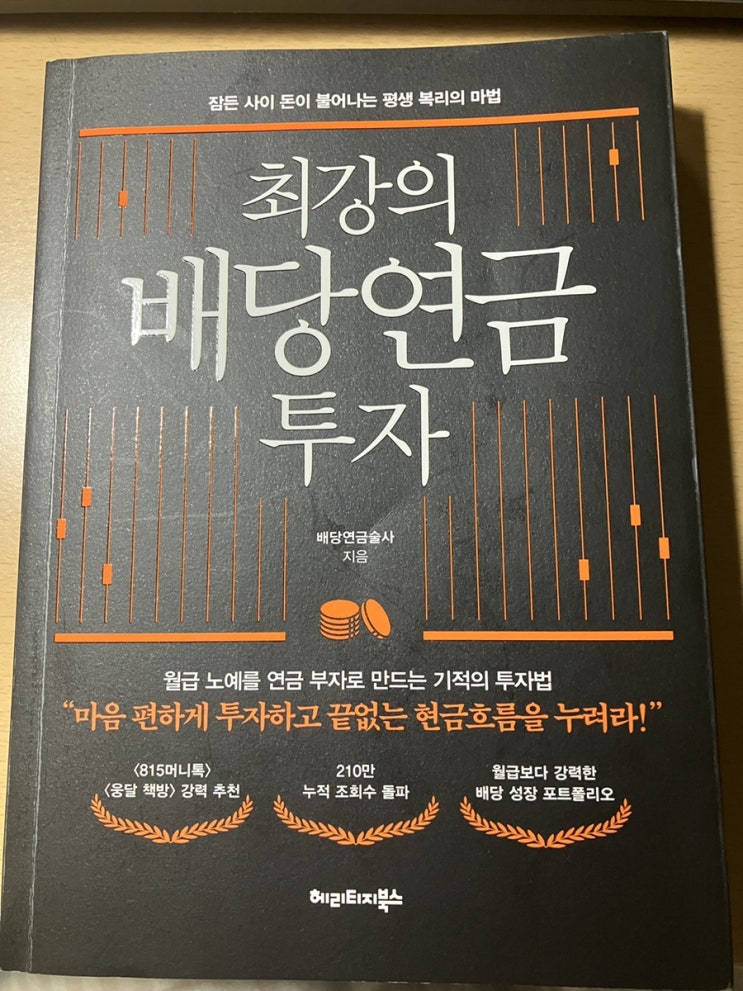 잠든 사이 돈이 불어나는 평생 복리의 마법
최강의
배당연금
투자
배당연금술사
지음
월급 노예를 연금 부자로 만드는 기적의 투자법
“마음 편하게 투자하고 끝없는 현금흐름을 누려라!”
〈815머니톡〉
〈웅달 책방〉 강력 추천
210만
누적 조회수 돌파
월급보다 강력한
배당 성장 포트폴리오
헤리티지북스